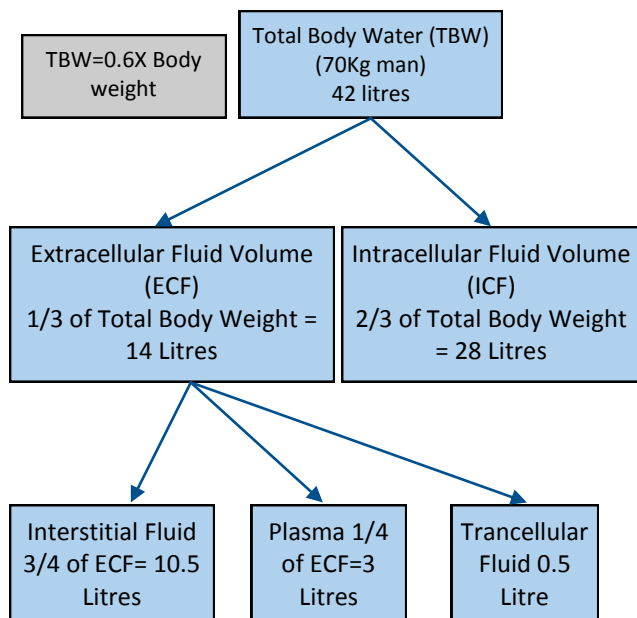 TBW=0.6X Body
weight
Total Body Water (TBW)
(70Kg man)
42 litres
Extracellular Fluid Volume
(ECF)
1/3 of Total Body Weight =
14 Litres
Intracellular Fluid Volume
(ICF)
2/3 of Total Body Weight
= 28 Litres
Interstitial Fluid
3/4 of ECF= 10.5
Litres
Plasma 1/4
of ECF=3
Litres
Trancellular
Fluid 0.5
Litre